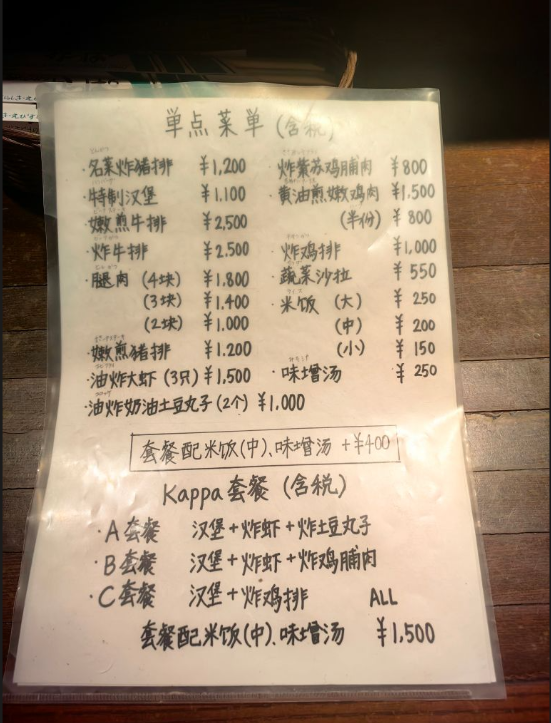 单点菜单 (含税)
·名菜炸猪排 ¥1,200
·特制汉堡 ¥1.100
嫩煎牛排 ¥2,500
·炸牛排 ¥2.500
·腿肉 (4块) ¥1.800
(3块) ¥1.400
(2块) ¥1.000
·嫩煎猪排 ¥1.200
·油炸大虾 (3只) ¥1,500
·油炸奶油土豆丸子 (2个) ¥1.000
·炸紫苏鸡脯肉 ¥800
·黄油煎嫩鸡肉 ¥1.500
(半份) ¥800
·炸鸡排 ¥1,000
·蔬菜沙拉 ¥550
·米饭 (大) ¥250
(中) ¥200
(小) ¥150
·味增汤 ¥250
套餐配米饭(中)、味增汤 +¥400
Kappa套餐 (含税)
·A套餐 汉堡+炸虾+炸土豆丸子
·B套餐 汉堡+炸虾+炸鸡脯肉
·C套餐 汉堡+炸鸡排 ALL
套餐配米饭(中)、味增汤 ¥1,500